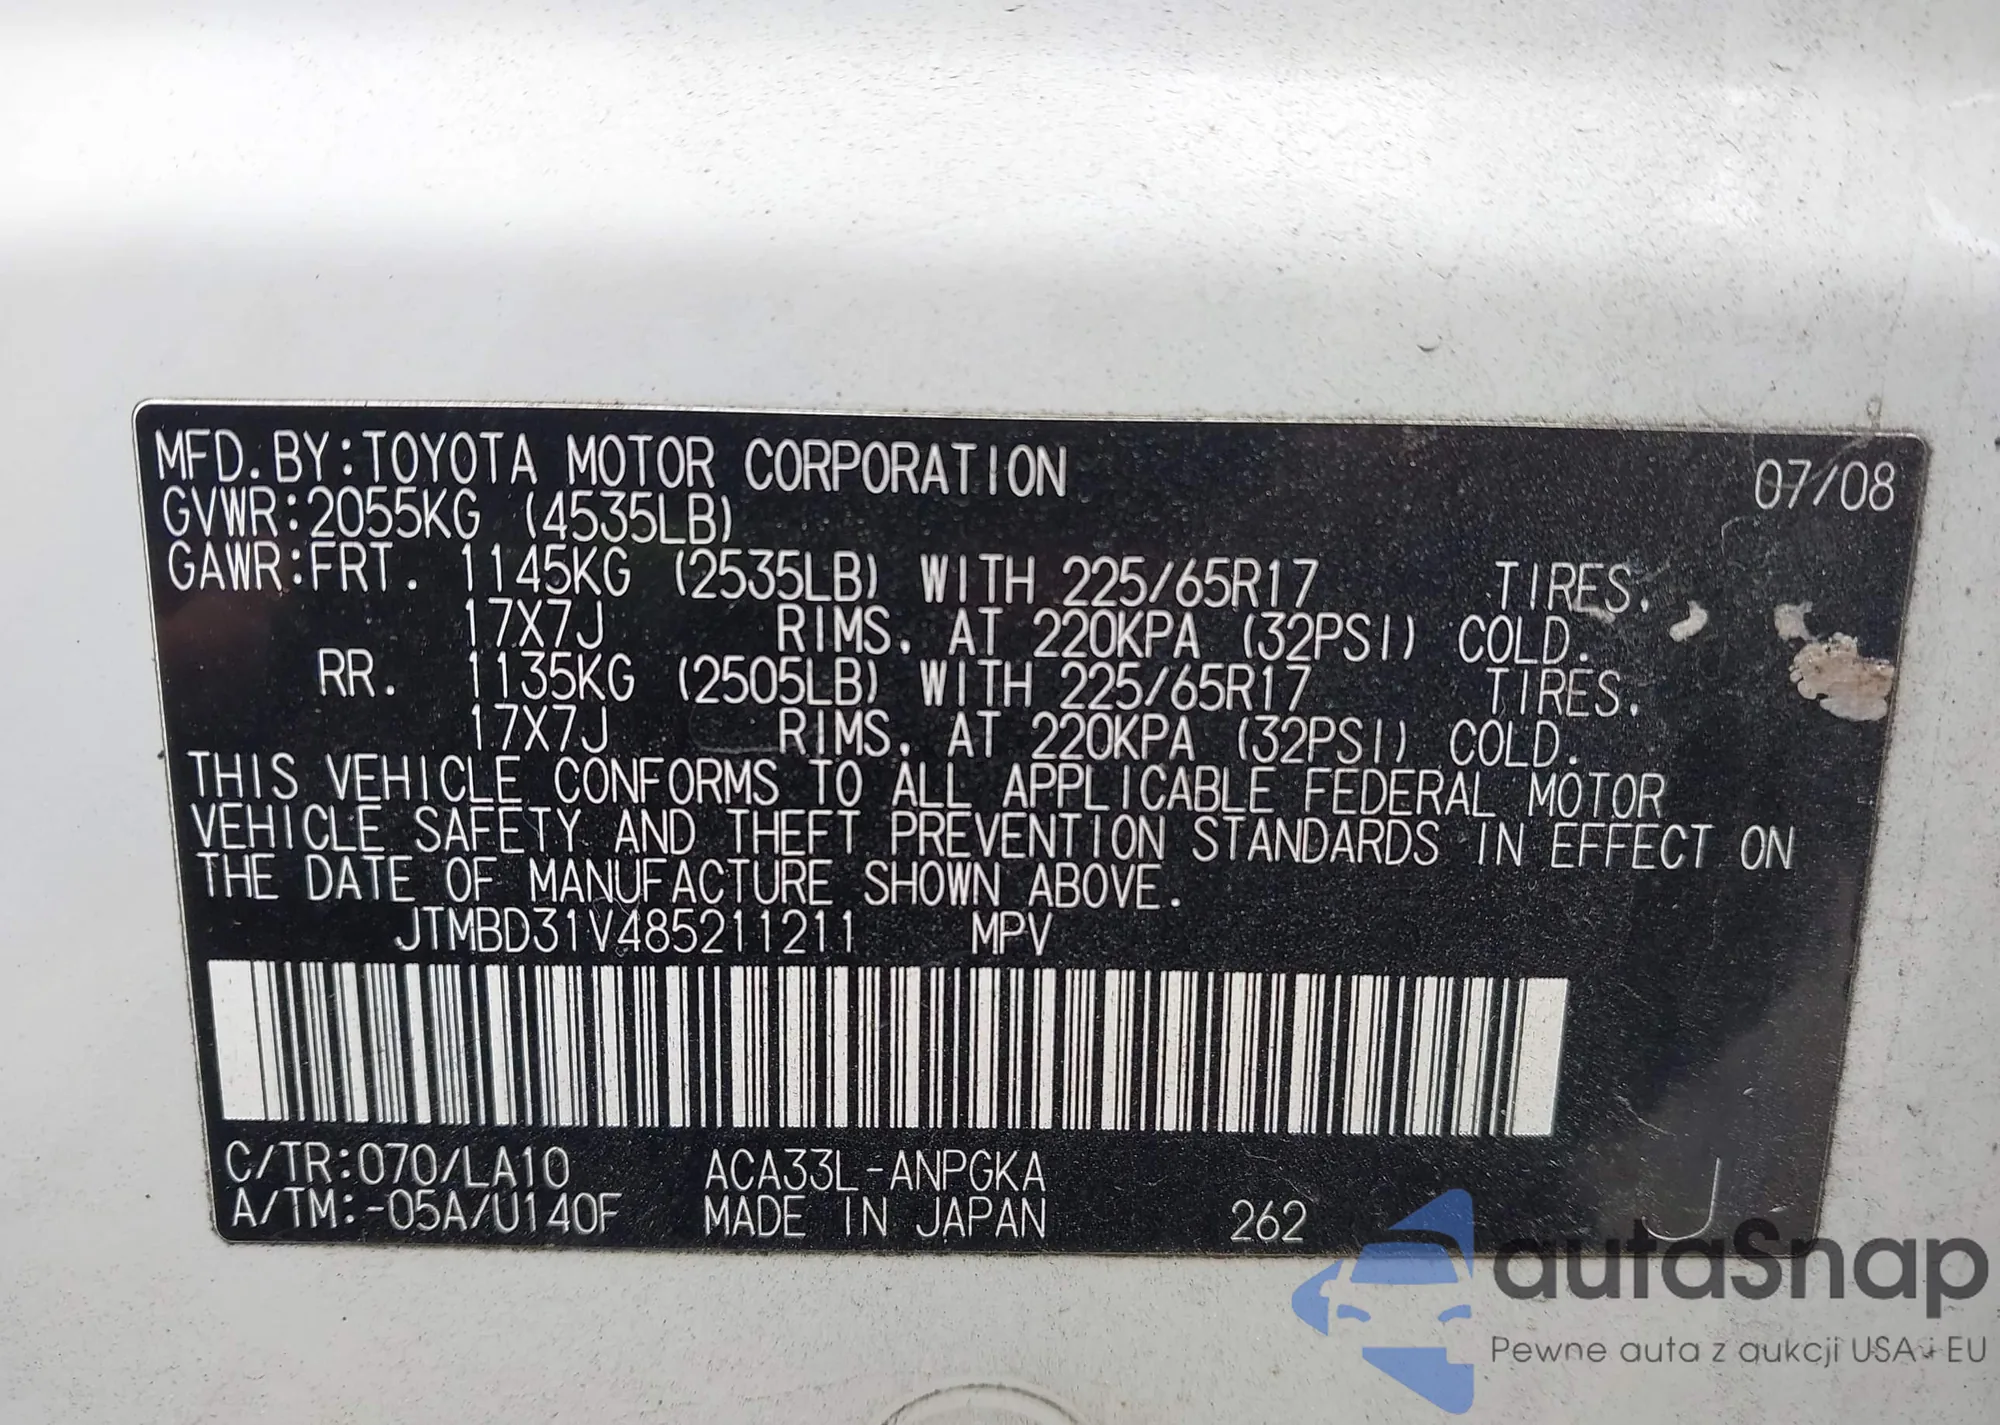 MFD.BY:TOYOTA MOTOR CORPORATION 07/08
GVWR:2055KG (4535LB)
GAWR:FRT. 1145KG (2535LB) WITH 225/65R17 TIRES.
17X7J RIMS. AT 220KPA (32PSI) COLD.
RR. 1135KG (2505LB) WITH 225/65R17 TIRES.
17X7J RIMS. AT 220KPA (32PSI) COLD.
THIS VEHICLE CONFORMS TO ALL APPLICABLE FEDERAL MOTOR
VEHICLE SAFETY AND THEFT PREVENTION STANDARDS IN EFFECT ON
THE DATE OF MANUFACTURE SHOWN ABOVE.
JTMBD31V485211211 MPV
C/TR:070/LA10 ACA33L-ANPGKA
A/TM:-05A/U140F MADE IN JAPAN 262 J
autaSnap
Pewne auta z aukcji USA i EU